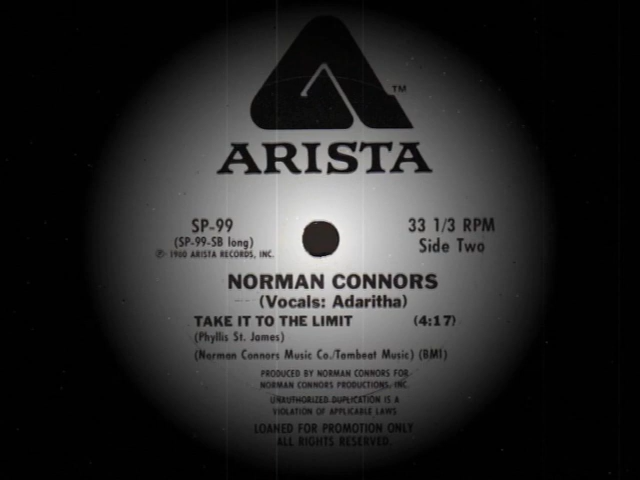 TM
ARISTA
SP-99
33 1/3 RPM
(SP-99-SB long)
Side Two
℗ 1980 ARISTA RECORDS, INC.
NORMAN CONNORS
(Vocals: Adaritha)
TAKE IT TO THE LIMIT (4:17)
(Phyllis St. James)
(Norman Connors Music Co./Tombeat Music) (BMI)
PRODUCED BY NORMAN CONNORS FOR
NORMAN CONNORS PRODUCTIONS, INC.
UNAUTHORIZED DUPLICATION IS A
VIOLATION OF APPLICABLE LAWS
LOANED FOR PROMOTION ONLY
ALL RIGHTS RESERVED.